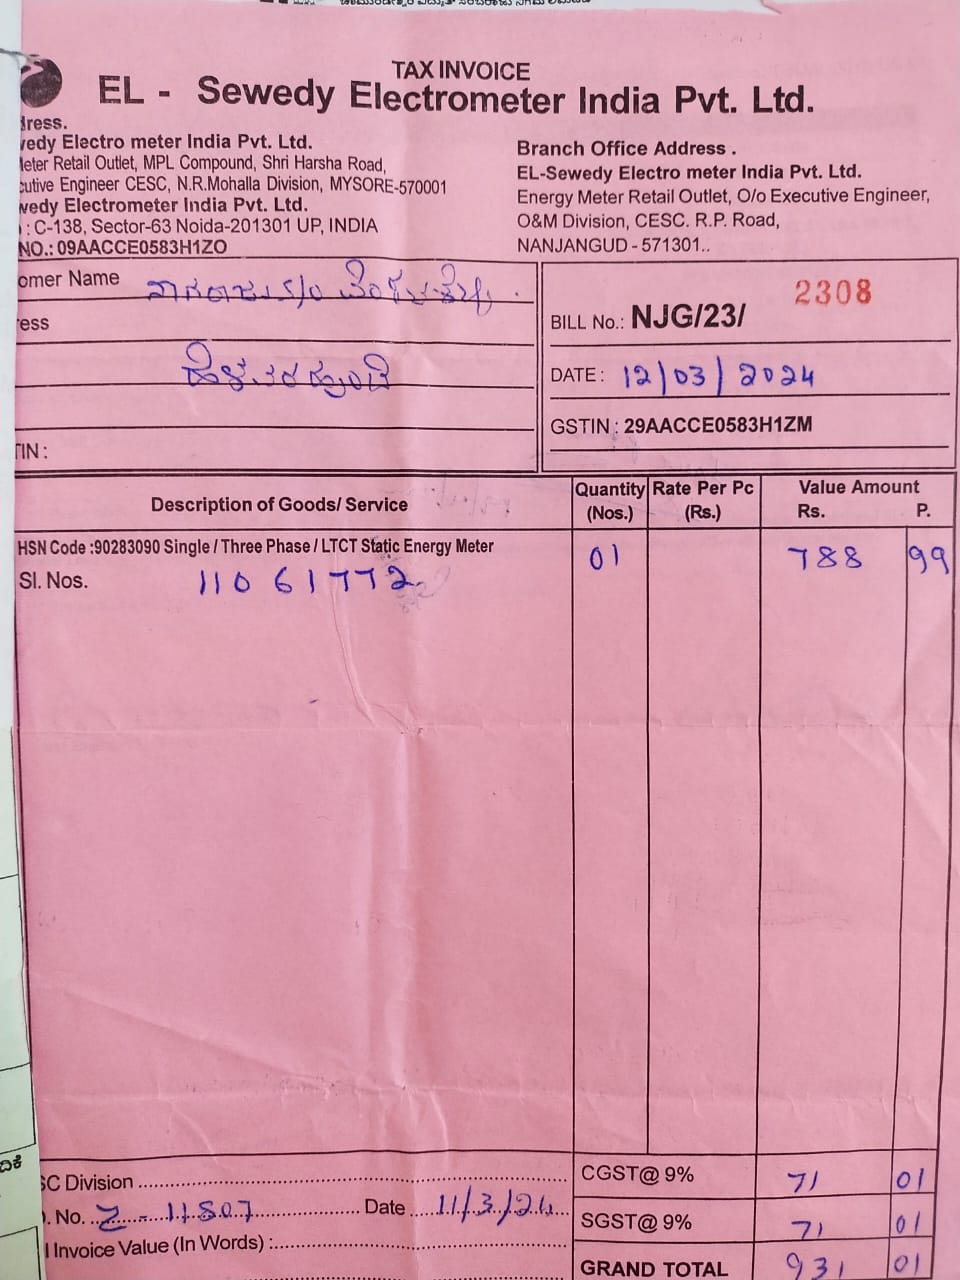 TAX INVOICE
EL - Sewedy Electrometer India Pvt. Ltd.
dress.
vedy Electro meter India Pvt. Ltd.
leter Retail Outlet, MPL Compound, Shri Harsha Road,
cutive Engineer CESC, N.R.Mohalla Division, MYSORE-570001
wedy Electrometer India Pvt. Ltd.
: C-138, Sector-63 Noida-201301 UP, INDIA
NO.: 09AACCE0583H1ZO
Branch Office Address .
EL-Sewedy Electro meter India Pvt. Ltd.
Energy Meter Retail Outlet, O/o Executive Engineer,
O&M Division, CESC. R.P. Road,
NANJANGUD - 571301..
omer Name ನಾಗರಾಜು S/o
ess
TIN :
BILL No.: NJG/23/ 2308
DATE : 12/03/2024
GSTIN : 29AACCE0583H1ZM
Description of Goods/ Service Quantity (Nos.) Rate Per Pc (Rs.) Value Amount Rs. P.
HSN Code :90283090 Single / Three Phase / LTCT Static Energy Meter 01 788 99
Sl. Nos. 11061772
SC Division
CGST@ 9% 71 01
. No. Z-11807 Date 11/3/24
SGST@ 9% 71 01
l Invoice Value (In Words) :
GRAND TOTAL 931 01